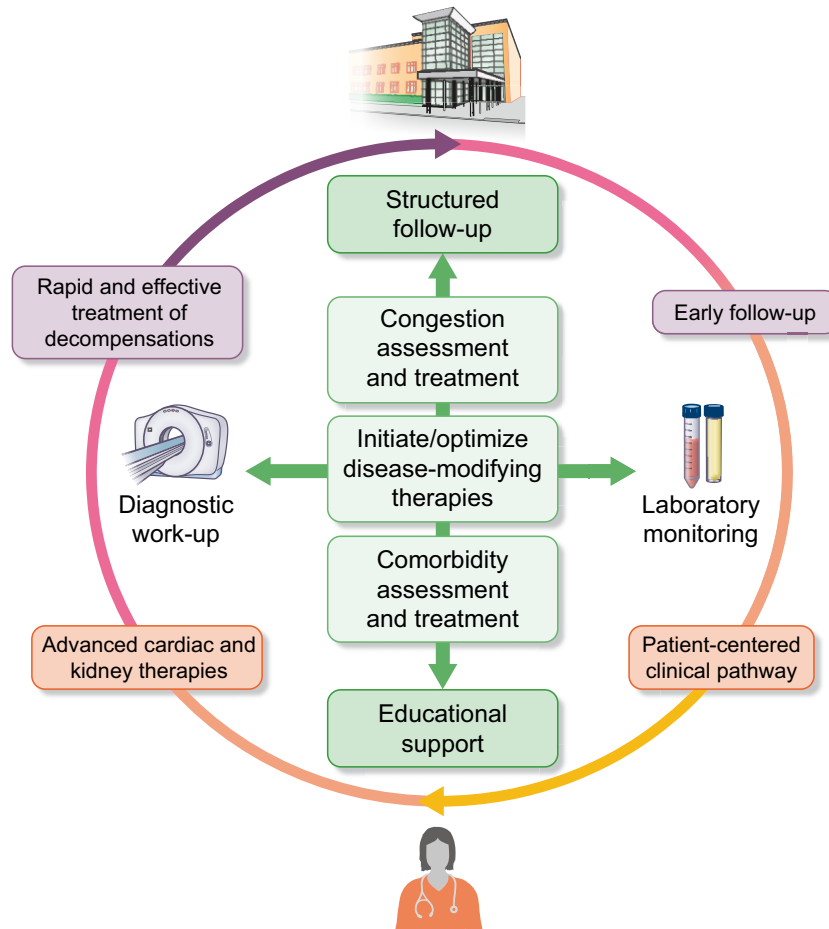 Structured
follow-up
Rapid and effective
treatment of
decompensations
Congestion
assessment
and treatment
Early follow-up
Initiate/optimize
disease-modifying
therapies
Diagnostic
work-up
Laboratory
monitoring
Comorbidity
assessment
and treatment
Advanced cardiac and
kidney therapies
Patient-centered
clinical pathway
Educational
support